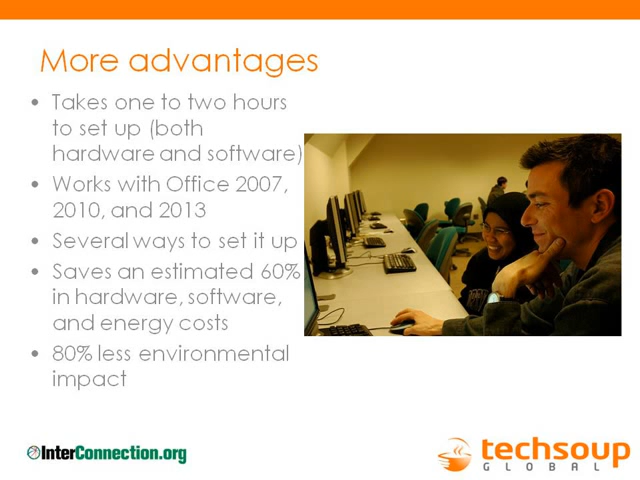 More advantages
• Takes one to two hours
to set up (both
hardware and software)
• Works with Office 2007,
2010, and 2013
• Several ways to set it up
• Saves an estimated 60%
in hardware, software,
and energy costs
• 80% less environmental
impact
InterConnection.org
techsoup
GLOBAL